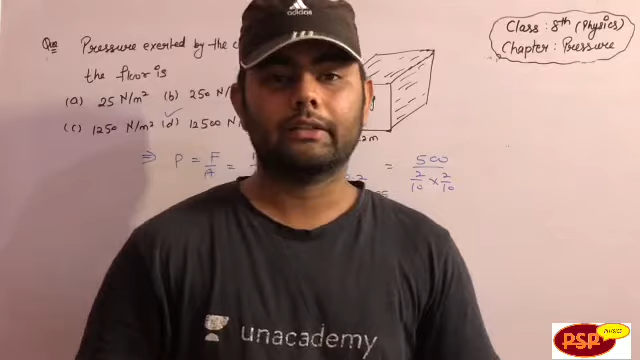 Que Pressure exerted by the
the floor is
(a) 25 N/m² (b) 250 N/
(c) 1250 N/m² (d) 12500 N/
⇒ P = F/A =
= 500 / 2/10 × 2/10
Class : 8th (Physics)
Chapter : Pressure
adidas
unacademy
PSP
PHYSICS